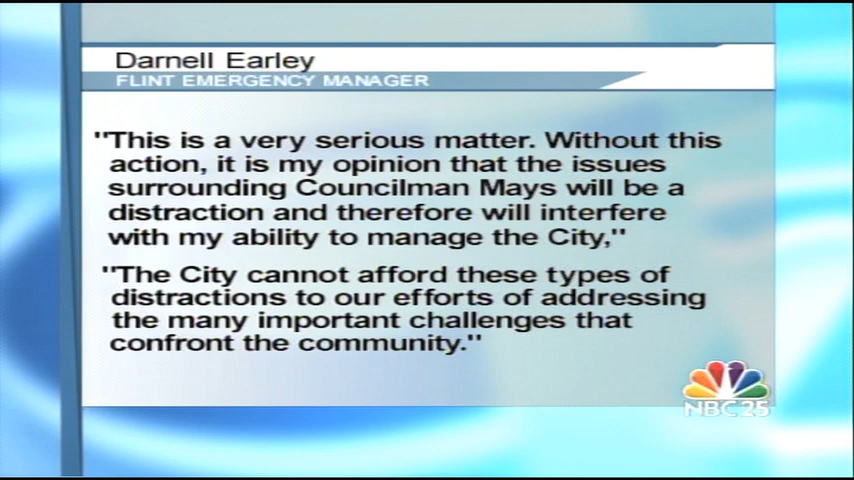 Darnell Earley
FLINT EMERGENCY MANAGER
"This is a very serious matter. Without this
action, it is my opinion that the issues
surrounding Councilman Mays will be a
distraction and therefore will interfere
with my ability to manage the City,"
"The City cannot afford these types of
distractions to our efforts of addressing
the many important challenges that
confront the community."
NBC 25